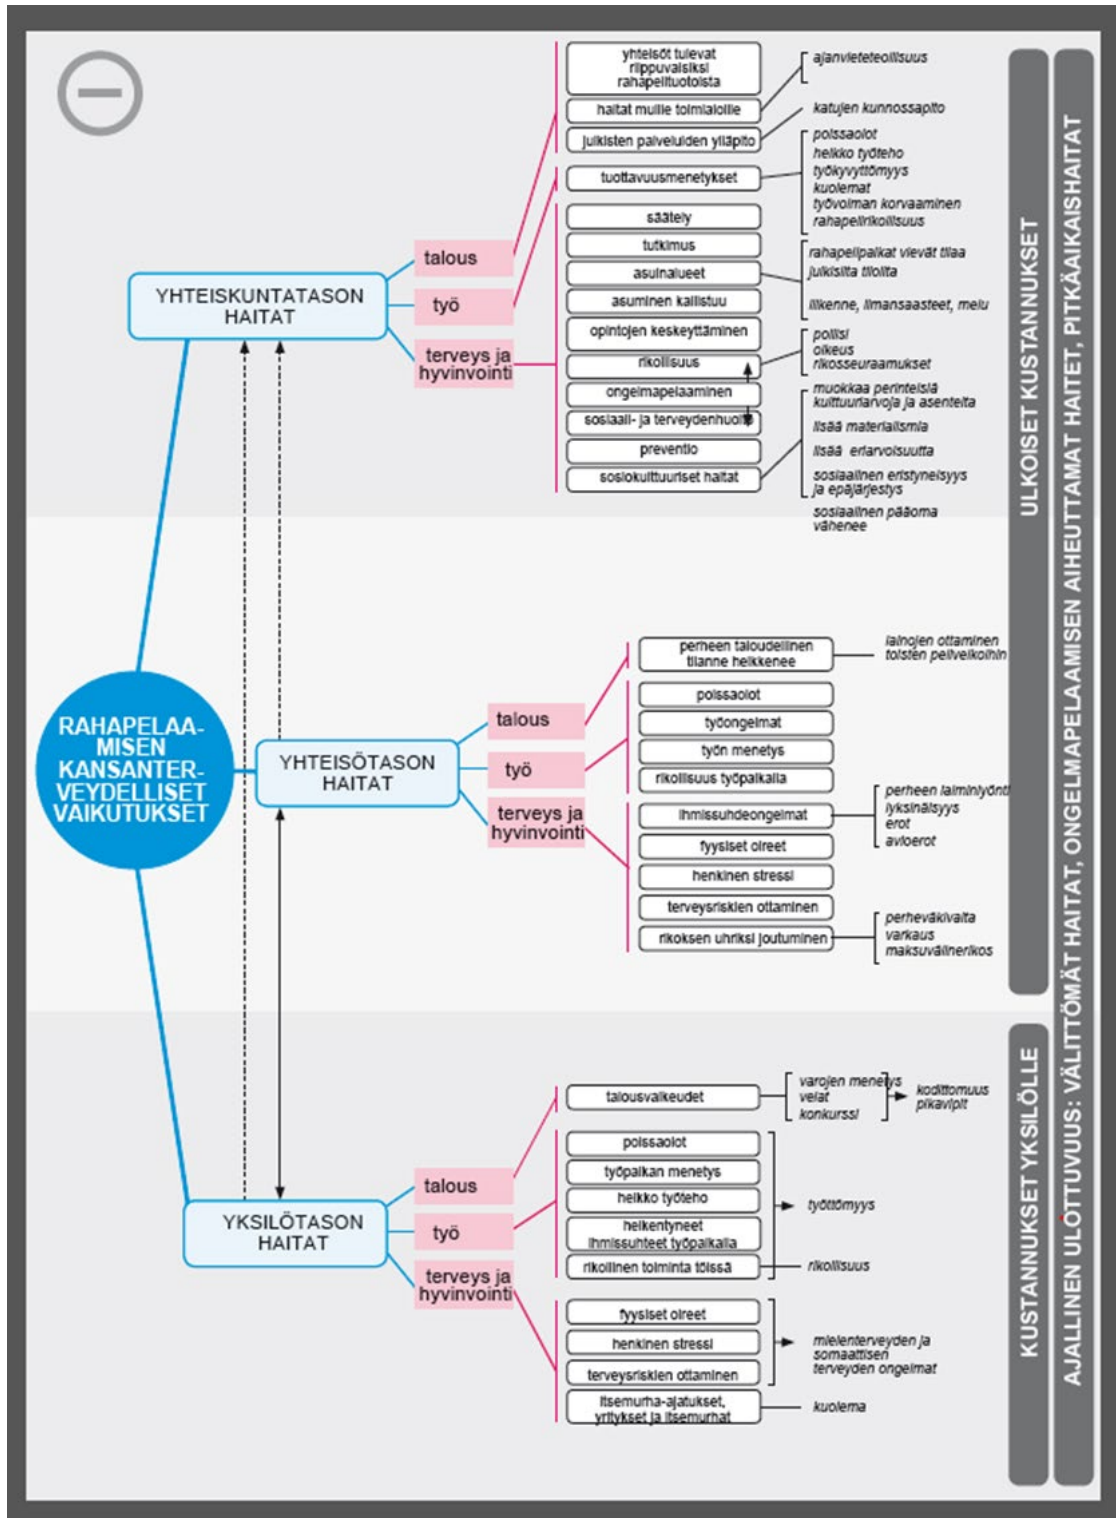 yhteisöt tulevat
riippuvaisiksi
rahapelituotoista
haitat muille toimialoille
ajanvieteteollisuus
julkisten palveluiden ylläpito
katujen kunnossapito
tuottavuusmenetykset
poissaolot
heikko työteho
työkyvyttömyys
kuolemat
työvoiman korvaaminen
rahapelirikollisuus
säätely
tutkimus
asuinalueet
rahapelipaikat vievät tilaa
julkisilta tiloilta
liikenne, ilmansaasteet, melu
asuminen kallistuu
opintojen keskeyttäminen
rikollisuus
poliisi
oikeus
rikosseuraamukset
ongelmapelaaminen
sosiaali- ja terveydenhuolto
preventio
sosiokulttuuriset haitat
muokkaa perinteisiä
kulttuuriarvoja ja asenteita
lisää materialismia
lisää eriarvoisuutta
sosiaalinen eristyneisyys
ja epäjärjestys
sosiaalinen pääoma
vähenee
talous
työ
terveys ja
hyvinvointi
YHTEISKUNTATASON
HAITAT
RAHAPELAA-
MISEN
KANSANTER-
VEYDELLISET
VAIKUTUKSET
YHTEISÖTASON
HAITAT
talous
työ
terveys ja
hyvinvointi
perheen taloudellinen
tilanne heikkenee
lainojen ottaminen
toisten pelivelkoihin
poissaolot
työongelmat
työn menetys
rikollisuus työpaikalla
ihmissuhdeongelmat
perheen laiminlyönti
yksinäisyys
erot
avioerot
fyysiset oireet
henkinen stressi
terveysriskien ottaminen
rikoksen uhriksi joutuminen
perheväkivalta
varkaus
maksuvälinerikos
YKSILÖTASON
HAITAT
talous
työ
terveys ja
hyvinvointi
talousvaikeudet
varojen menetys
velat
konkurssi
kodittomuus
pikavipit
poissaolot
työpaikan menetys
heikko työteho
heikentyneet
ihmissuhteet työpaikalla
rikollinen toiminta töissä
työttömyys
rikollisuus
fyysiset oireet
henkinen stressi
terveysriskien ottaminen
itsemurha-ajatukset,
yritykset ja itsemurhat
mielenterveyden ja
somaattisen
terveyden ongelmat
kuolema
ULKOISET KUSTANNUKSET
KUSTANNUKSET YKSILÖLLE
AJALLINEN ULOTTUVUUS: VÄLITTÖMÄT HAITAT, ONGELMAPELAAMISEN AIHEUTTAMAT HAITET, PITKÄAIKAISHAITAT